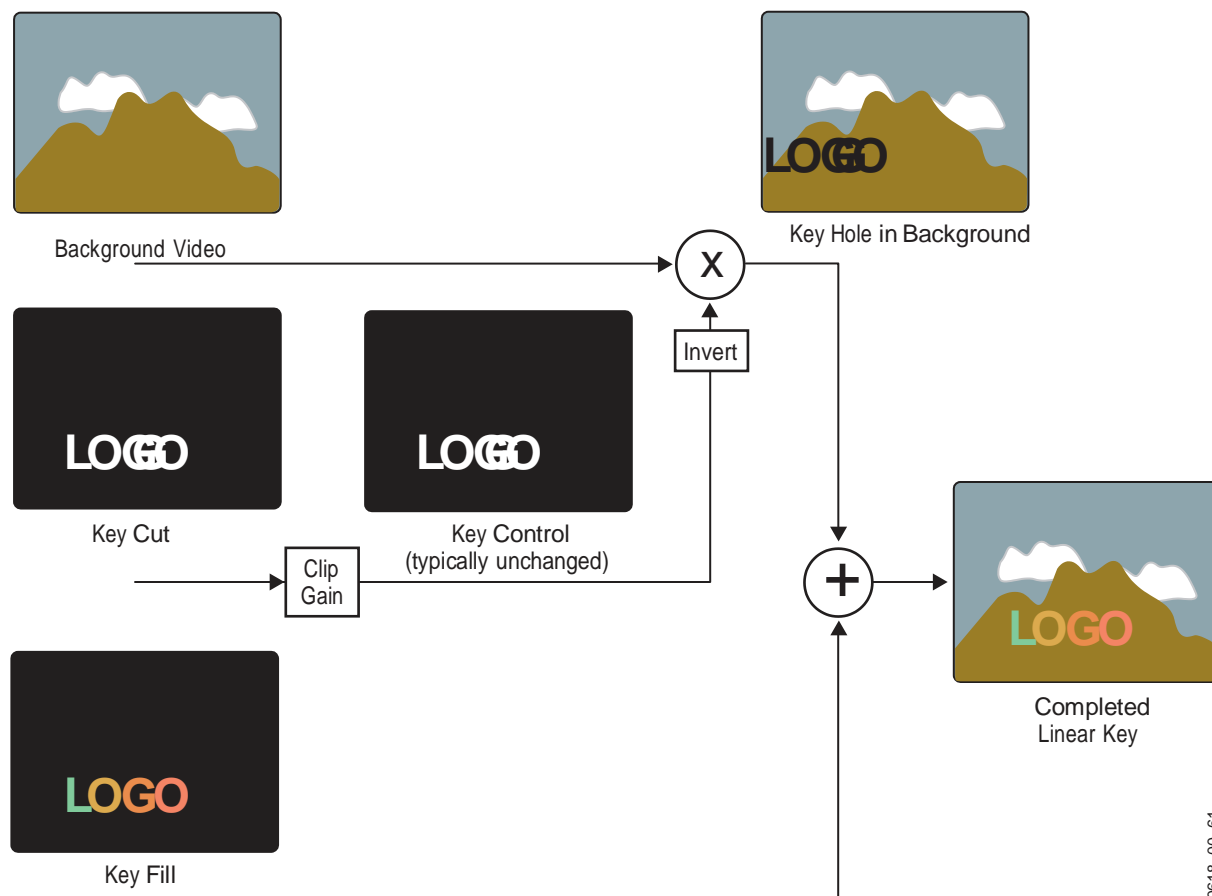 LOGO
Background Video
LOGO
Key Hole in Background
X
Invert
LOGO
Key Cut
LOGO
Key Control
(typically unchanged)
Clip
Gain
+
LOGO
Completed
Linear Key
LOGO
Key Fill